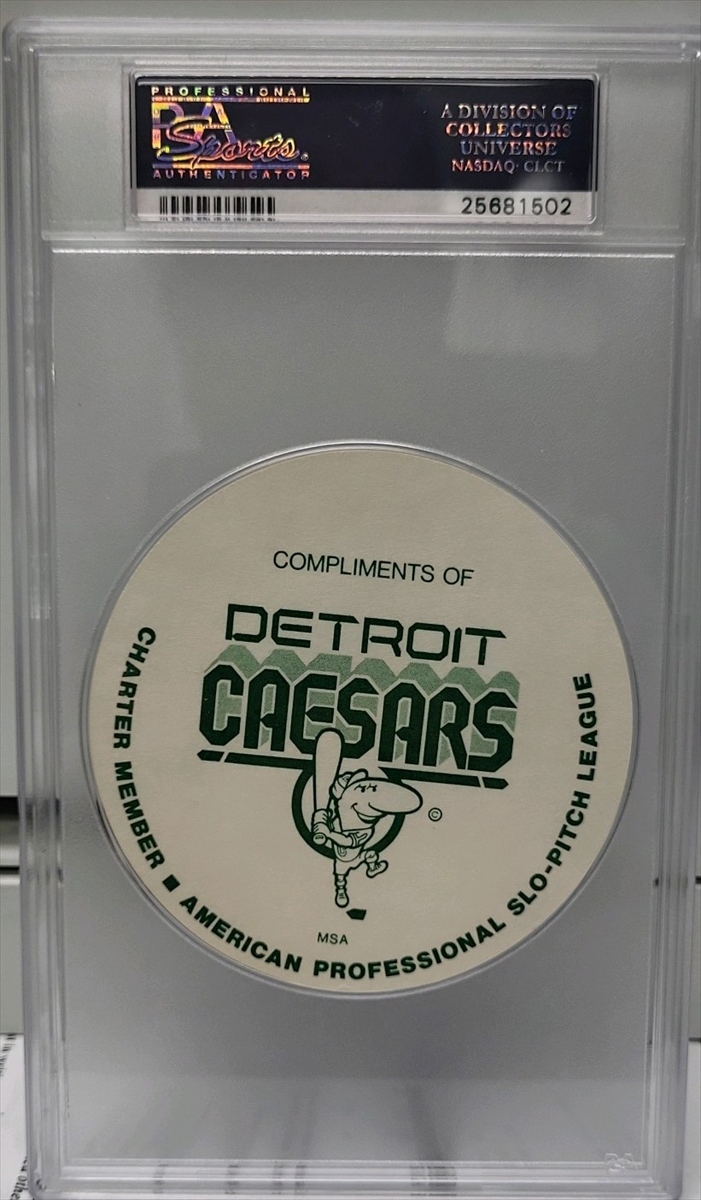 PROFESSIONAL
PSA
Sports
AUTHENTICATOR
A DIVISION OF
COLLECTORS
UNIVERSE
NASDAQ: CLCT
25681502
COMPLIMENTS OF
DETROIT
CAESARS
©
MSA
CHARTER MEMBER ■ AMERICAN PROFESSIONAL SLO-PITCH LEAGUE